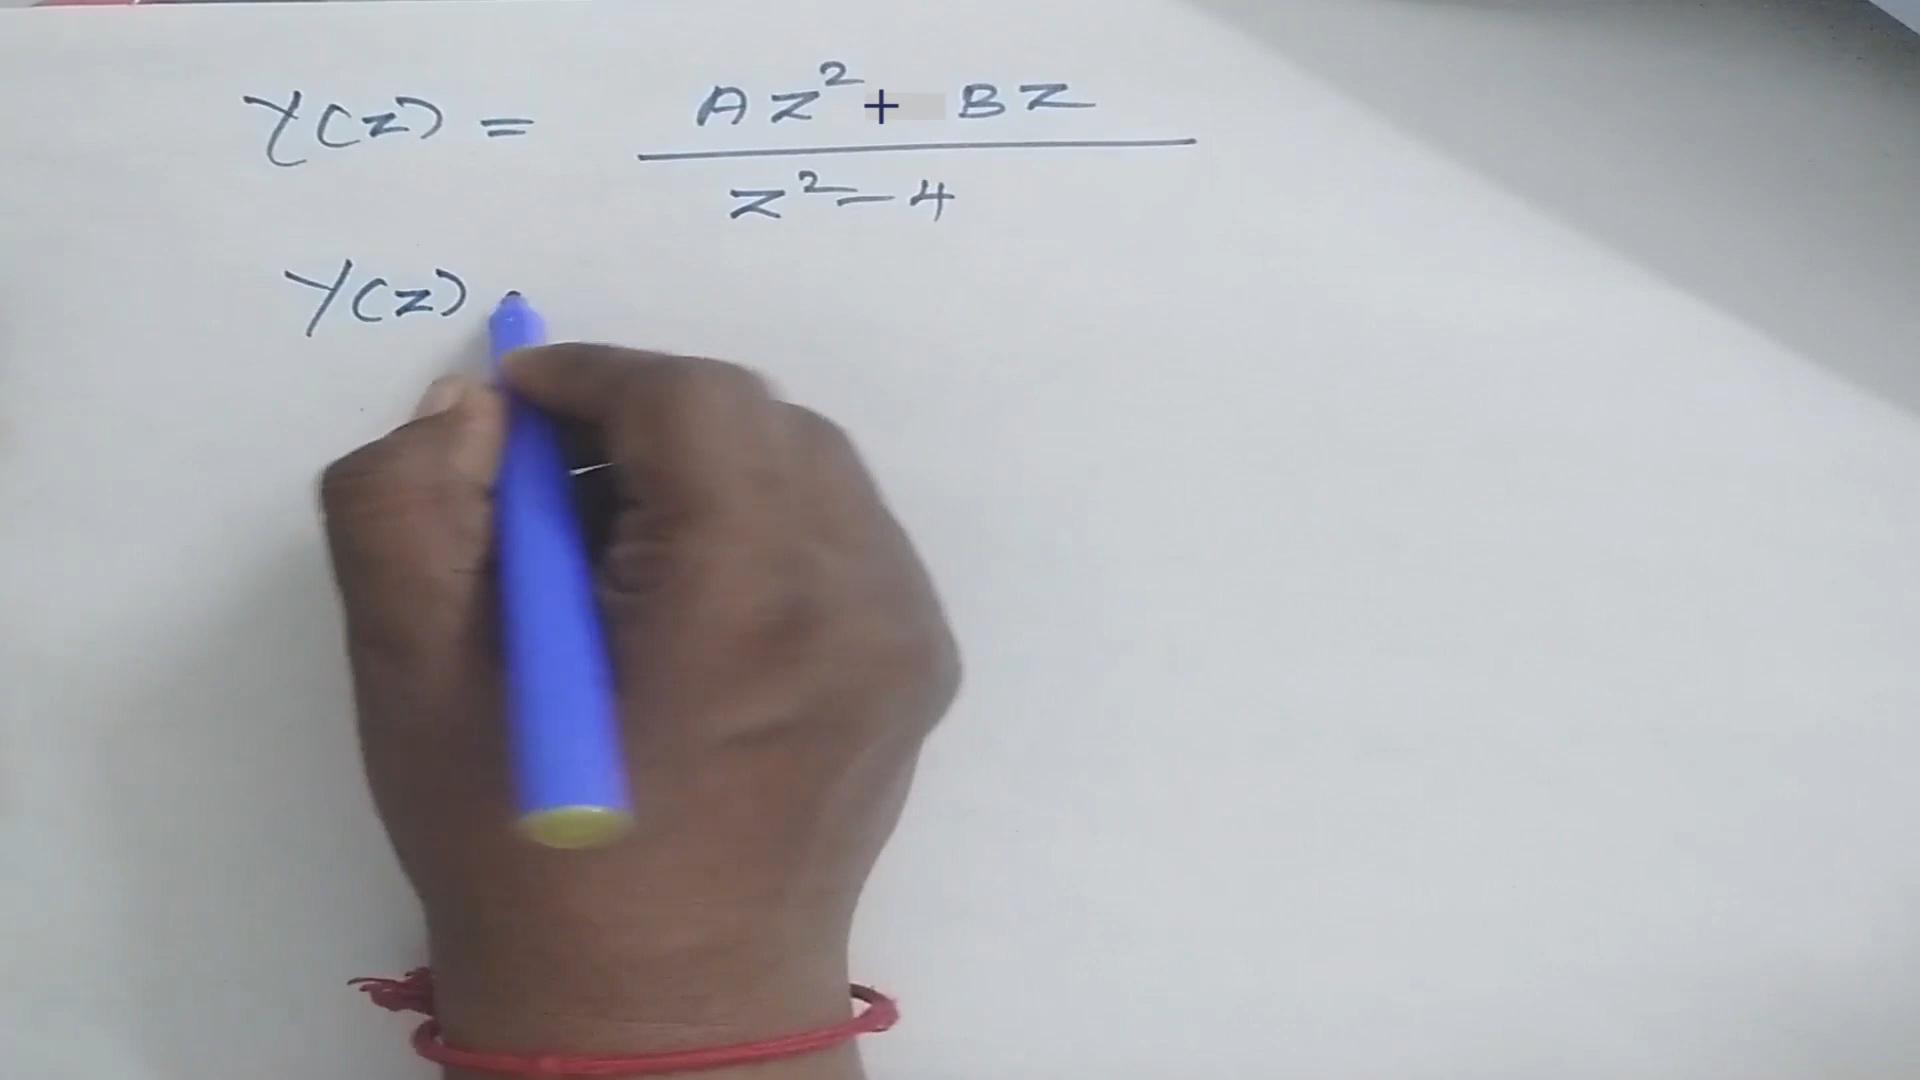 Y(z) = Az²+ Bz
z²-4
Y(z)